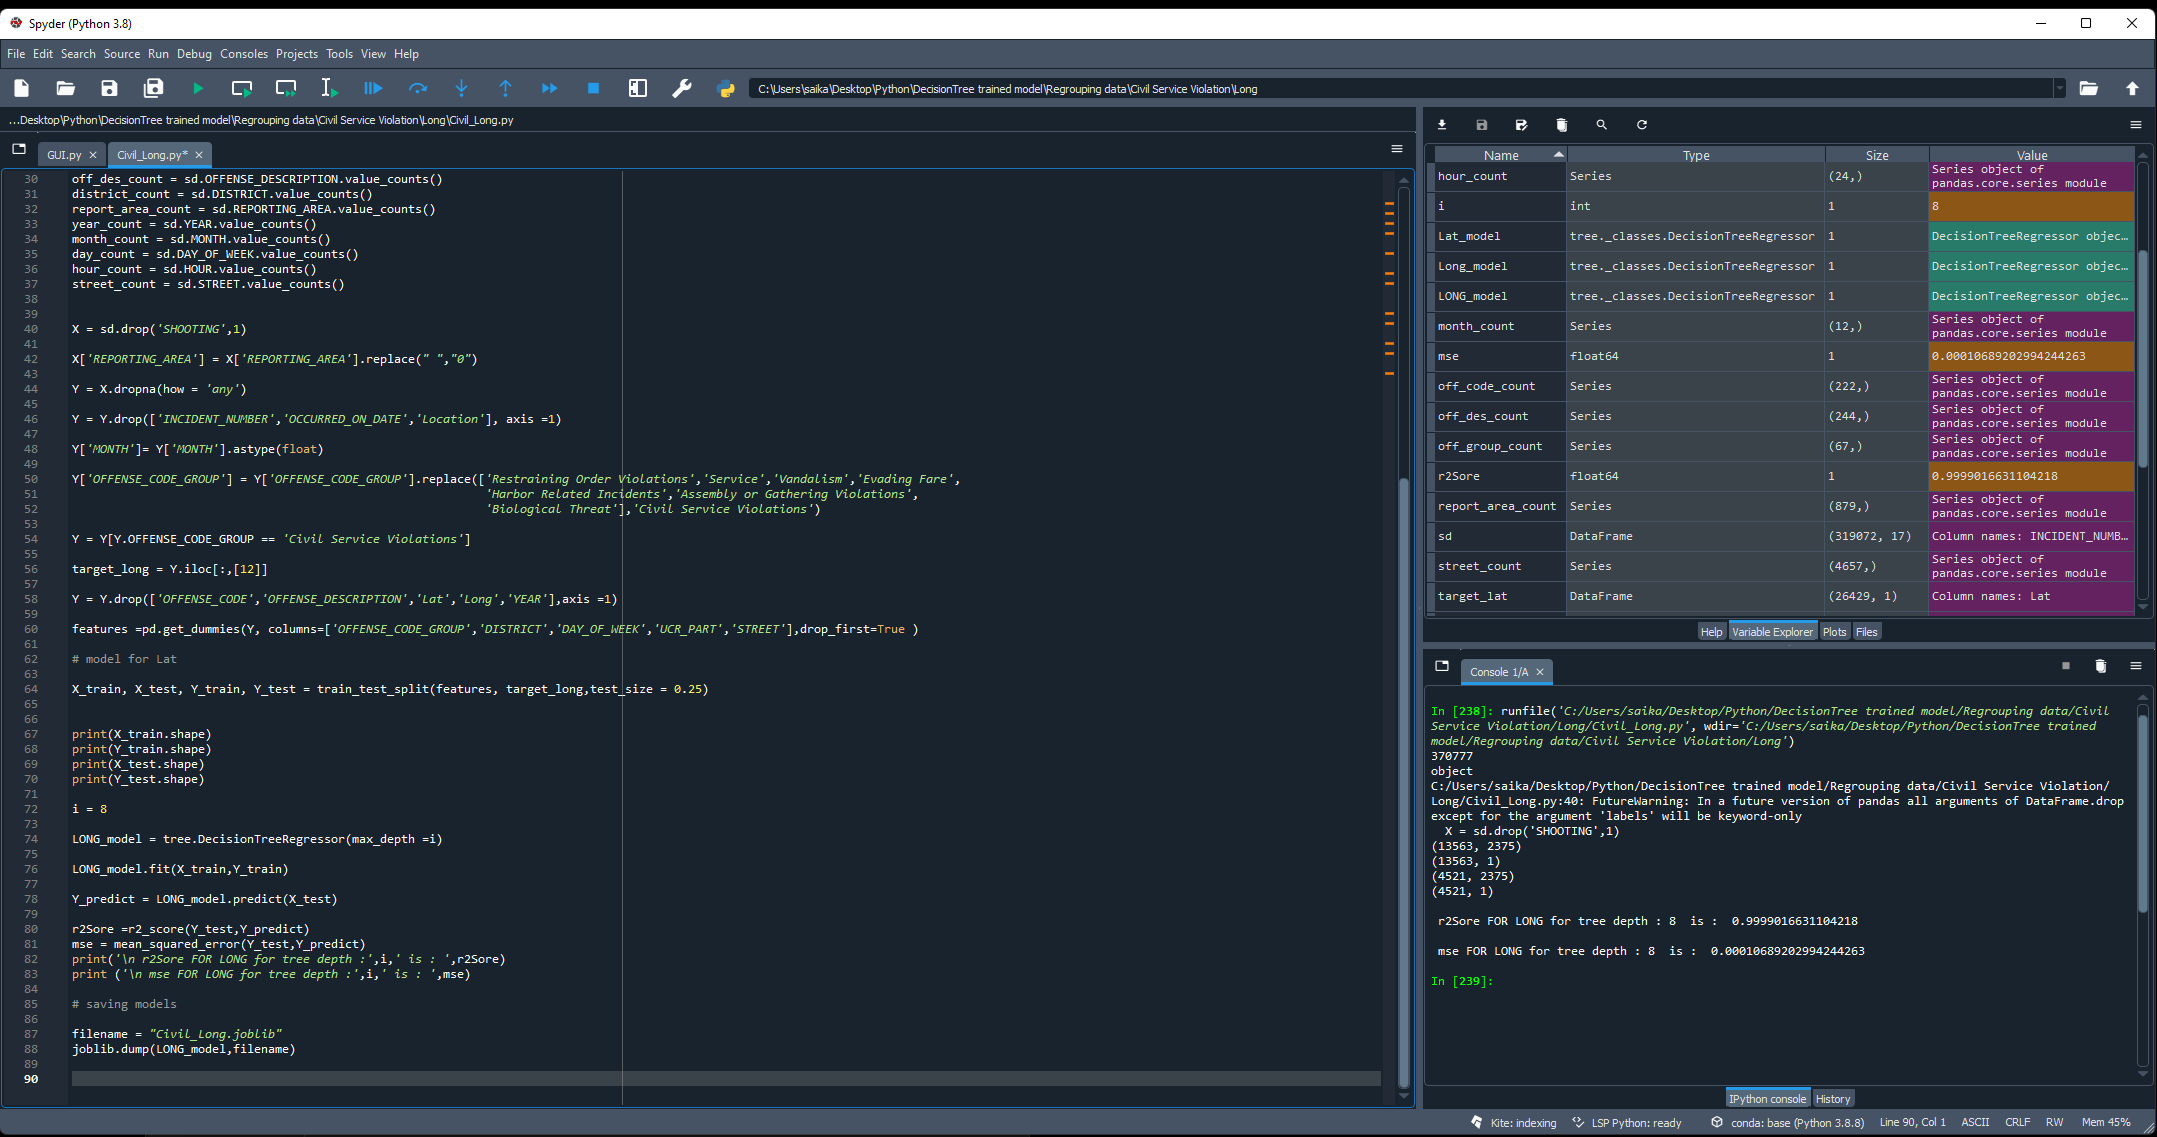 Spyder (Python 3.8)
File Edit Search Source Run Debug Consoles Projects Tools View Help
C:\Users\saika\Desktop\Python\DecisionTree trained model\Regrouping data\Civil Service Violation\Long
...Desktop\Python\DecisionTree trained model\Regrouping data\Civil Service Violation\Long\Civil_Long.py
GUI.py
Civil_Long.py*
30 off_des_count = sd.OFFENSE_DESCRIPTION.value_counts()
31 district_count = sd.DISTRICT.value_counts()
32 report_area_count = sd.REPORTING_AREA.value_counts()
33 year_count = sd.YEAR.value_counts()
34 month_count = sd.MONTH.value_counts()
35 day_count = sd.DAY_OF_WEEK.value_counts()
36 hour_count = sd.HOUR.value_counts()
37 street_count = sd.STREET.value_counts()
38
39
40 X = sd.drop('SHOOTING',1)
41
42 X['REPORTING_AREA'] = X['REPORTING_AREA'].replace(" ","0")
43
44 Y = X.dropna(how = 'any')
45
46 Y = Y.drop(['INCIDENT_NUMBER','OCCURRED_ON_DATE','Location'], axis =1)
47
48 Y['MONTH']= Y['MONTH'].astype(float)
49
50 Y['OFFENSE_CODE_GROUP'] = Y['OFFENSE_CODE_GROUP'].replace(['Restraining Order Violations','Service','Vandalism','Evading Fare',
51 'Harbor Related Incidents','Assembly or Gathering Violations',
52 'Biological Threat'],'Civil Service Violations')
53
54 Y = Y[Y.OFFENSE_CODE_GROUP == 'Civil Service Violations']
55
56 target_long = Y.iloc[:,[12]]
57
58 Y = Y.drop(['OFFENSE_CODE','OFFENSE_DESCRIPTION','Lat','Long','YEAR'],axis =1)
59
60 features =pd.get_dummies(Y, columns=['OFFENSE_CODE_GROUP','DISTRICT','DAY_OF_WEEK','UCR_PART','STREET'],drop_first=True )
61
62 # model for Lat
63
64 X_train, X_test, Y_train, Y_test = train_test_split(features, target_long,test_size = 0.25)
65
66
67 print(X_train.shape)
68 print(Y_train.shape)
69 print(X_test.shape)
70 print(Y_test.shape)
71
72 i = 8
73
74 LONG_model = tree.DecisionTreeRegressor(max_depth =i)
75
76 LONG_model.fit(X_train,Y_train)
77
78 Y_predict = LONG_model.predict(X_test)
79
80 r2Sore =r2_score(Y_test,Y_predict)
81 mse = mean_squared_error(Y_test,Y_predict)
82 print('\n r2Sore FOR LONG for tree depth :',i,' is : ',r2Sore)
83 print ('\n mse FOR LONG for tree depth :',i,' is : ',mse)
84
85 # saving models
86
87 filename = "Civil_Long.joblib"
88 joblib.dump(LONG_model,filename)
89
90
Name Type Size Value
hour_count Series (24,) Series object of
pandas.core.series module
i int 1 8
Lat_model tree._classes.DecisionTreeRegressor 1 DecisionTreeRegressor objec...
Long_model tree._classes.DecisionTreeRegressor 1 DecisionTreeRegressor objec...
LONG_model tree._classes.DecisionTreeRegressor 1 DecisionTreeRegressor objec...
month_count Series (12,) Series object of
pandas.core.series module
mse float64 1 0.00010689202994244263
off_code_count Series (222,) Series object of
pandas.core.series module
off_des_count Series (244,) Series object of
pandas.core.series module
off_group_count Series (67,) Series object of
pandas.core.series module
r2Sore float64 1 0.9999016631104218
report_area_count Series (879,) Series object of
pandas.core.series module
sd DataFrame (319072, 17) Column names: INCIDENT_NUMB...
street_count Series (4657,) Series object of
pandas.core.series module
target_lat DataFrame (26429, 1) Column names: Lat
Help Variable Explorer Plots Files
Console 1/A
In [238]: runfile('C:/Users/saika/Desktop/Python/DecisionTree trained model/Regrouping data/Civil
Service Violation/Long/Civil_Long.py', wdir='C:/Users/saika/Desktop/Python/DecisionTree trained
model/Regrouping data/Civil Service Violation/Long')
370777
object
C:/Users/saika/Desktop/Python/DecisionTree trained model/Regrouping data/Civil Service Violation/
Long/Civil_Long.py:40: FutureWarning: In a future version of pandas all arguments of DataFrame.drop
except for the argument 'labels' will be keyword-only
X = sd.drop('SHOOTING',1)
(13563, 2375)
(13563, 1)
(4521, 2375)
(4521, 1)
r2Sore FOR LONG for tree depth : 8 is : 0.9999016631104218
mse FOR LONG for tree depth : 8 is : 0.00010689202994244263
In [239]:
IPython console History
Kite: indexing LSP Python: ready conda: base (Python 3.8.8) Line 90, Col 1 ASCII CRLF RW Mem 45%